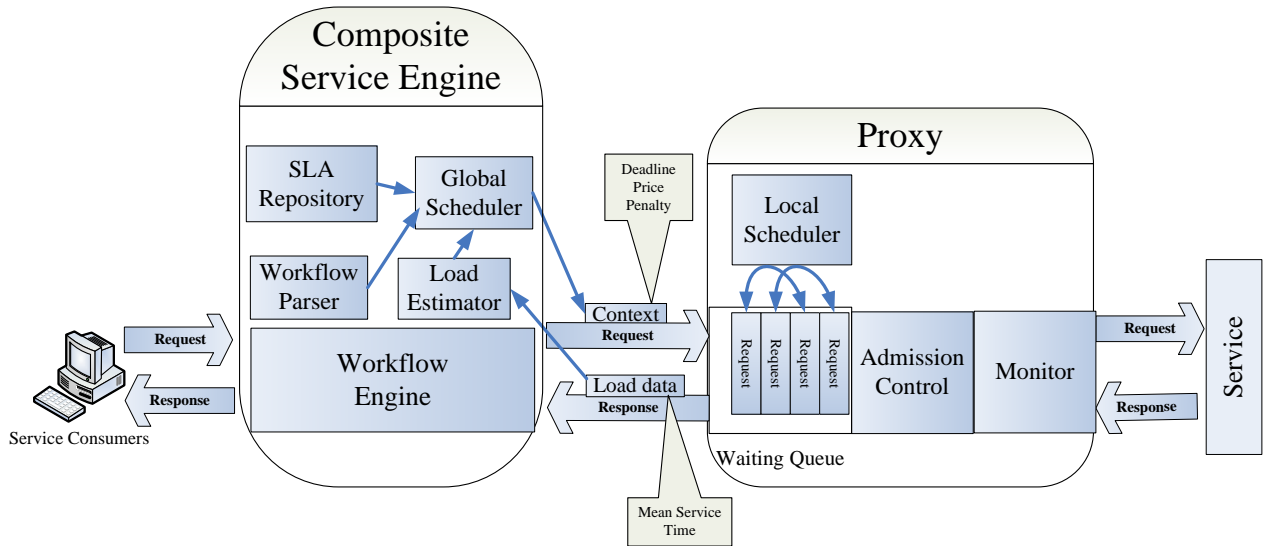 Composite
Service Engine
SLA
Repository
Global
Scheduler
Workflow
Parser
Load
Estimator
Workflow
Engine
Request
Response
Service Consumers
Deadline
Price
Penalty
Context
Request
Load data
Response
Mean Service
Time
Proxy
Local
Scheduler
Request
Request
Request
Request
Waiting Queue
Admission
Control
Monitor
Request
Response
Service